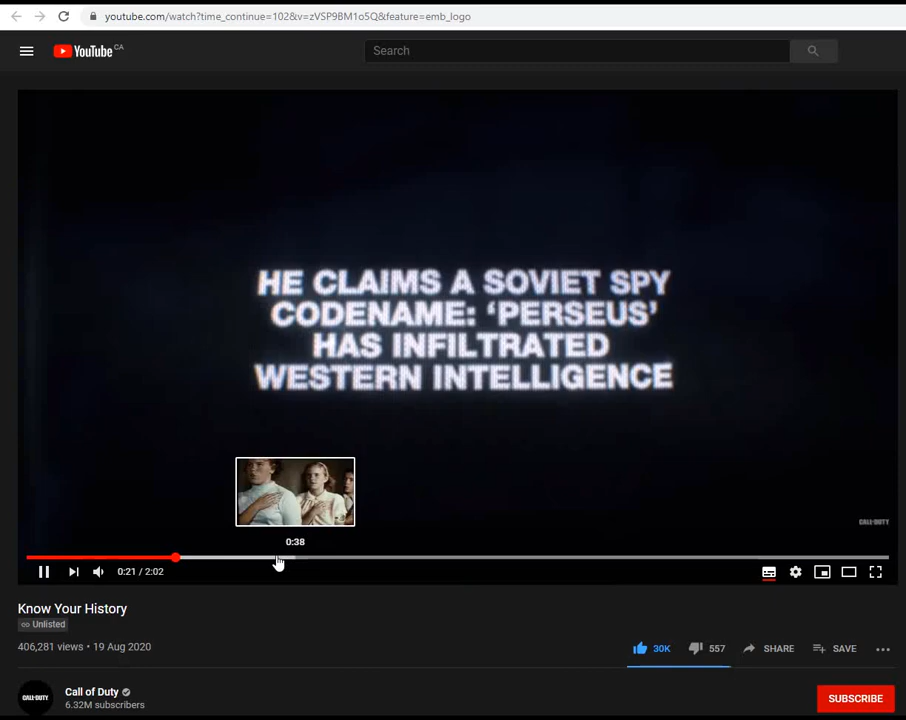 youtube.com/watch?time_continue=102&v=zVSP9BM1o5Q&feature=emb_logo
YouTube CA
Search
HE CLAIMS A SOVIET SPY
CODENAME: ‘PERSEUS’
HAS INFILTRATED
WESTERN INTELLIGENCE
CALL·DUTY
0:38
0:21 / 2:02
Know Your History
Unlisted
406,281 views • 19 Aug 2020
30K 557 SHARE SAVE
CALL·DUTY
Call of Duty
6.32M subscribers
SUBSCRIBE